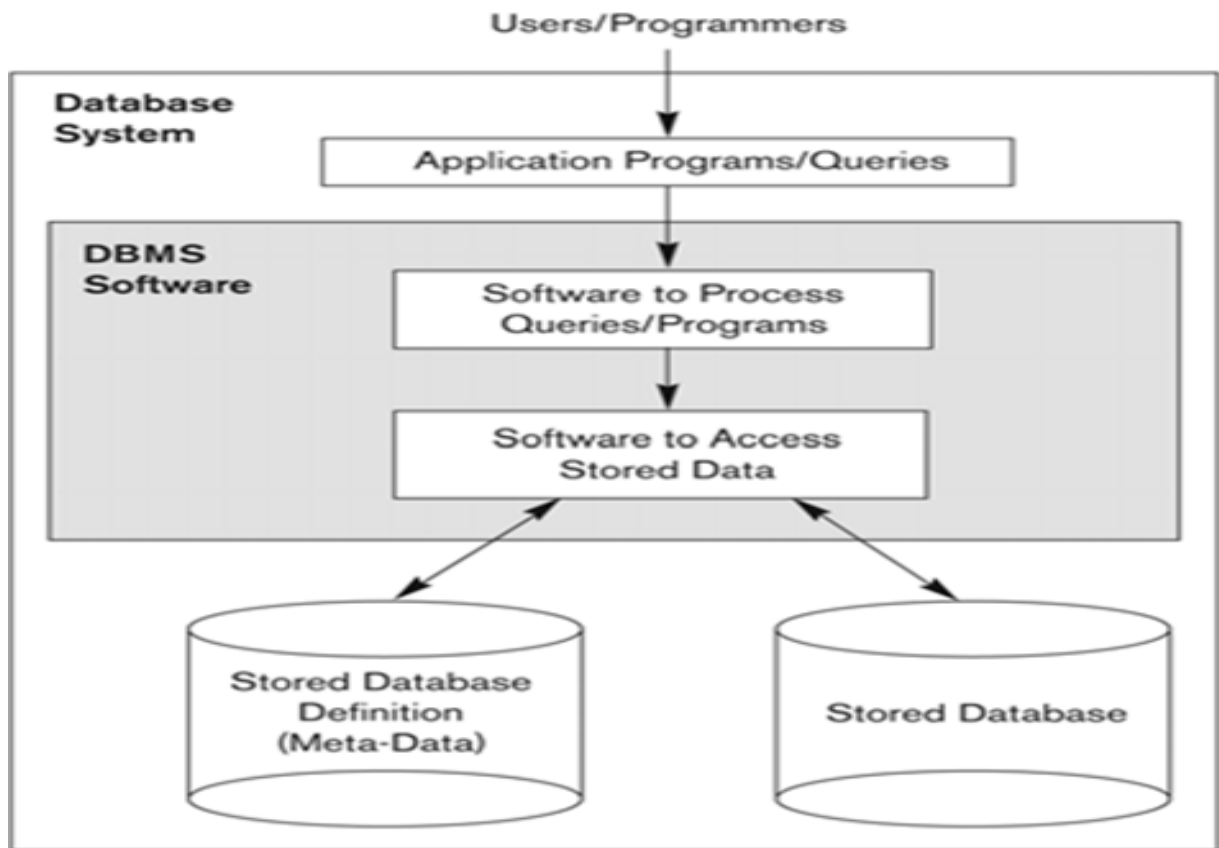 Users/Programmers
Database
System
Application Programs/Queries
DBMS
Software
Software to Process
Queries/Programs
Software to Access
Stored Data
Stored Database
Definition
(Meta-Data)
Stored Database